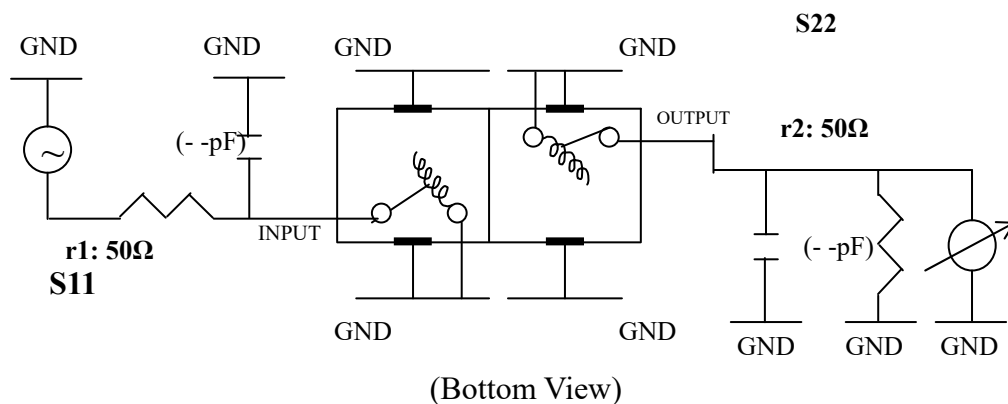 S22
GND
GND
GND
GND
(- -pF)
OUTPUT
r2: 50Ω
INPUT
r1: 50Ω
S11
(- -pF)
GND
GND
GND
GND
GND
(Bottom View)